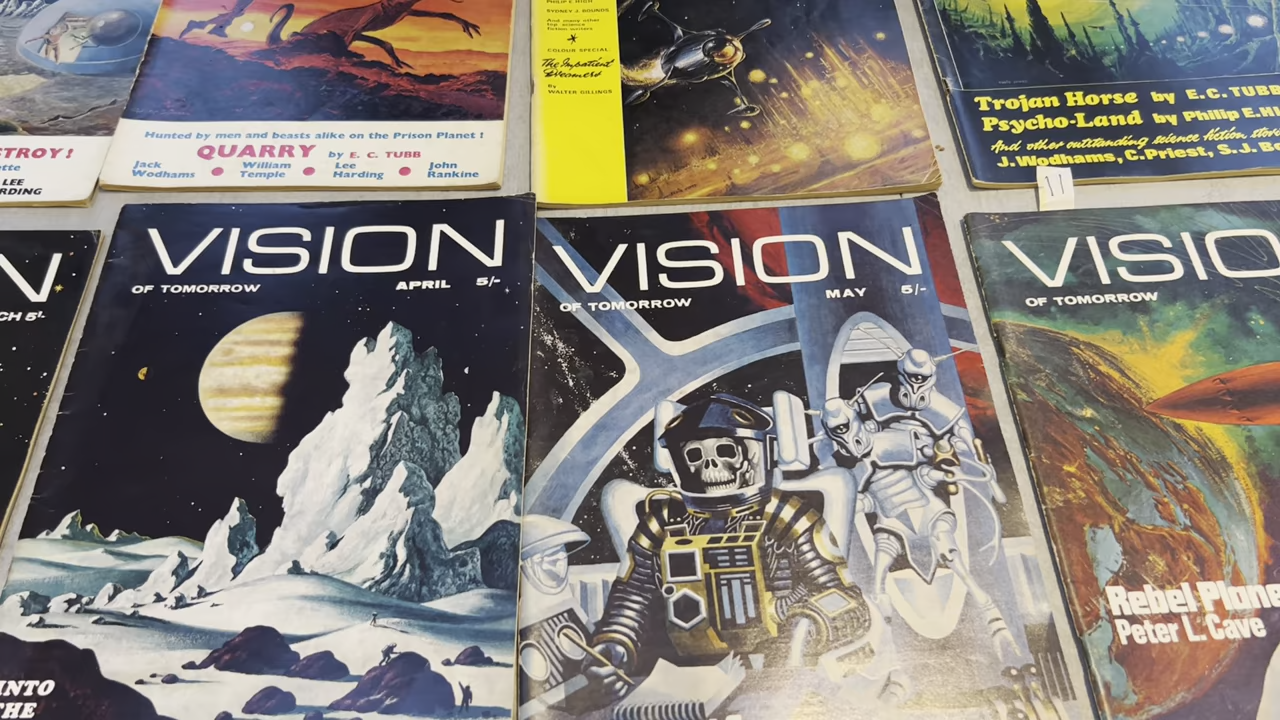 TROY!
LEE
RDING
Hunted by men and beasts alike on the Prison Planet !
QUARRY by E. C. TUBB
Jack Wodhams
William Temple
Lee Harding
John Rankine
PHILIP E. HIGH
SYDNEY J. BOUNDS
And many other
top science
fiction writers
COLOUR SPECIAL
The Impatient
Dreamers
By
WALTER GILLINGS
Trojan Horse by E.C.TUBB
Psycho-Land by Philip E.HI
And other outstanding science fiction stor
J.Wodhams, C.Priest, S.J. Bo
11
N
CH 5/-
VISION
OF TOMORROW
APRIL 5/-
INTO
THE
VISION
OF TOMORROW
MAY 5/-
VISIO
OF TOMORROW
Rebel Plane
Peter L. Cave